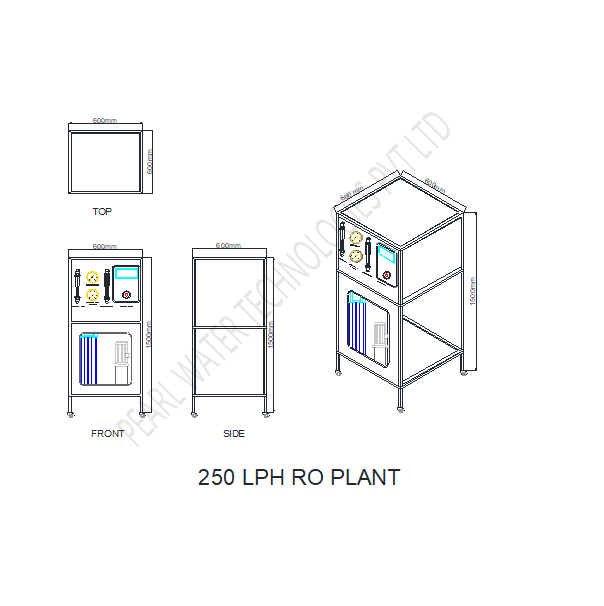 600mm
600mm
TOP
600mm
1500mm
FRONT
600mm
1500mm
SIDE
600mm
600mm
1500mm
PEARL WATER TECHNOLOGIES PVT LTD
250 LPH RO PLANT